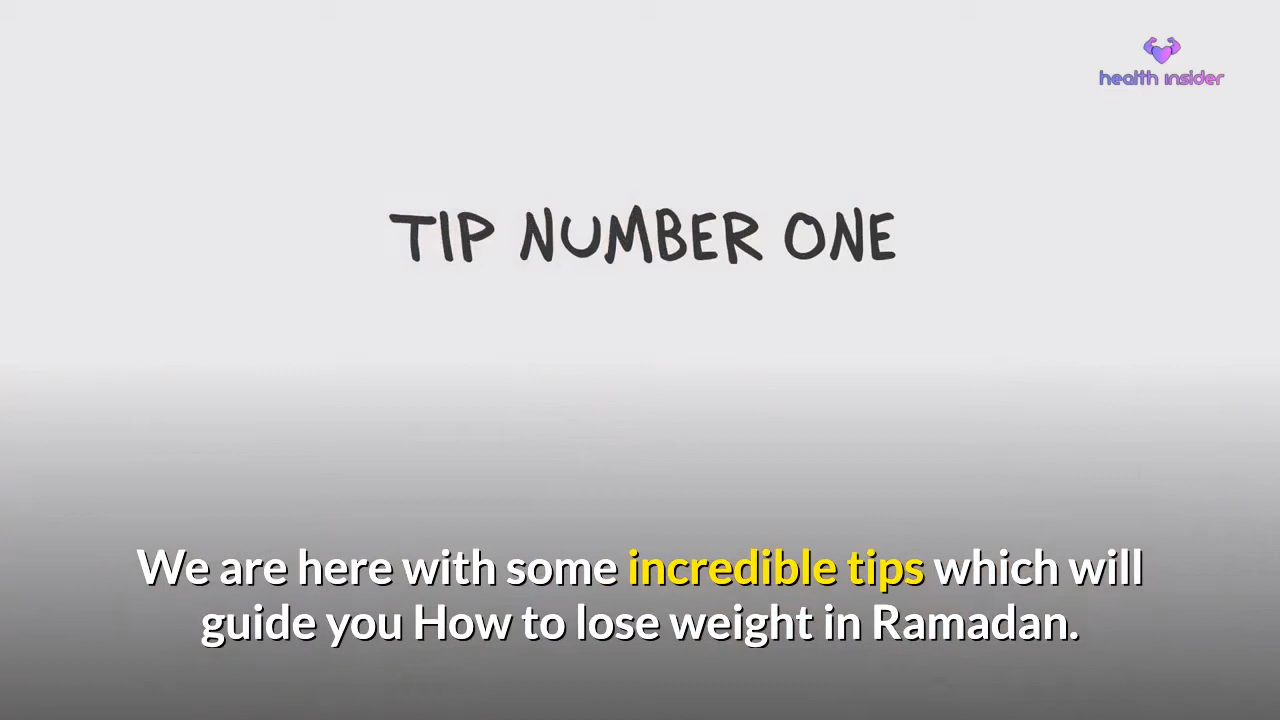 health insider
TIP NUMBER ONE
We are here with some incredible tips which will
guide you How to lose weight in Ramadan.